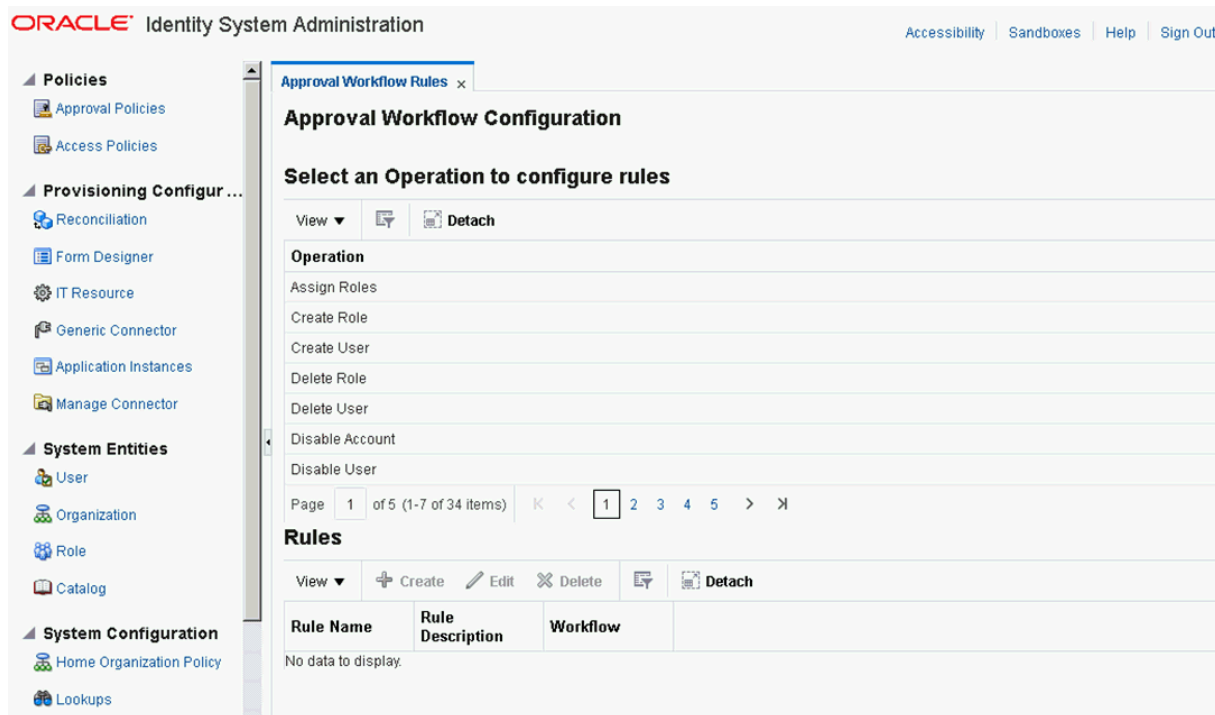 ORACLE Identity System Administration
Accessibility Sandboxes Help Sign Out
Policies
Approval Policies
Access Policies
Provisioning Configur ...
Reconciliation
Form Designer
IT Resource
Generic Connector
Application Instances
Manage Connector
System Entities
User
Organization
Role
Catalog
System Configuration
Home Organization Policy
Lookups
Approval Workflow Rules x
Approval Workflow Configuration
Select an Operation to configure rules
View Detach
Operation
Assign Roles
Create Role
Create User
Delete Role
Delete User
Disable Account
Disable User
Page 1 of 5 (1-7 of 34 items) 1 2 3 4 5
Rules
View Create Edit Delete Detach
Rule Name Rule Description Workflow
No data to display.